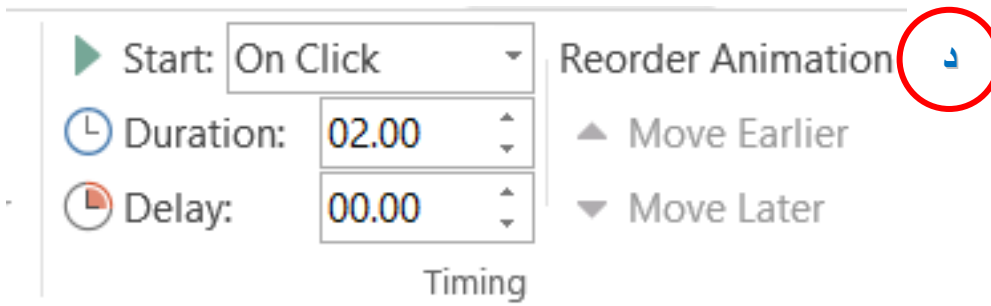 Start: On Click Reorder Animation د
Duration: 02.00 Move Earlier
Delay: 00.00 Move Later
Timing